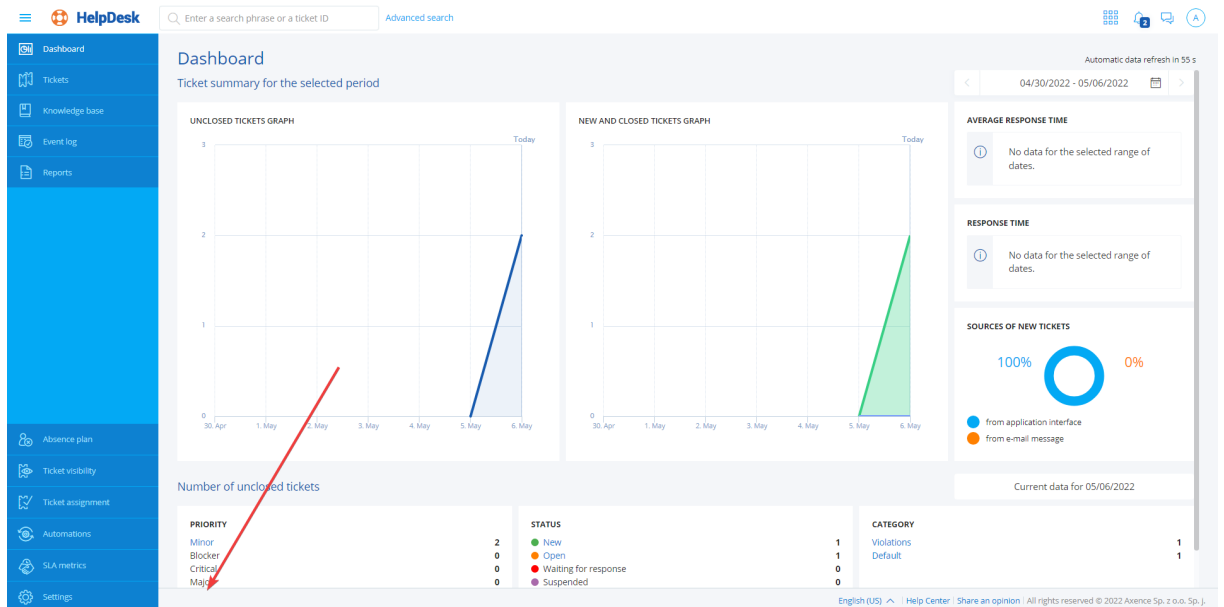 HelpDesk
Enter a search phrase or a ticket ID
Advanced search
2
A
Dashboard
Tickets
Knowledge base
Event log
Reports
Absence plan
Ticket visibility
Ticket assignment
Automations
SLA metrics
Settings
Dashboard
Automatic data refresh in 55 s
Ticket summary for the selected period
04/30/2022 - 05/06/2022
UNCLOSED TICKETS GRAPH
Today
3
2
1
0
30. Apr 1. May 2. May 3. May 4. May 5. May 6. May
NEW AND CLOSED TICKETS GRAPH
Today
3
2
1
0
30. Apr 1. May 2. May 3. May 4. May 5. May 6. May
AVERAGE RESPONSE TIME
No data for the selected range of
dates.
RESPONSE TIME
No data for the selected range of
dates.
SOURCES OF NEW TICKETS
100% 0%
from application interface
from e-mail message
Number of unclosed tickets
Current data for 05/06/2022
PRIORITY
Minor 2
Blocker 0
Critical 0
Major 0
STATUS
New 1
Open 1
Waiting for response 0
Suspended 0
CATEGORY
Violations 1
Default 1
English (US) Help Center Share an opinion All rights reserved © 2022 Axence Sp. z o.o. Sp. j.